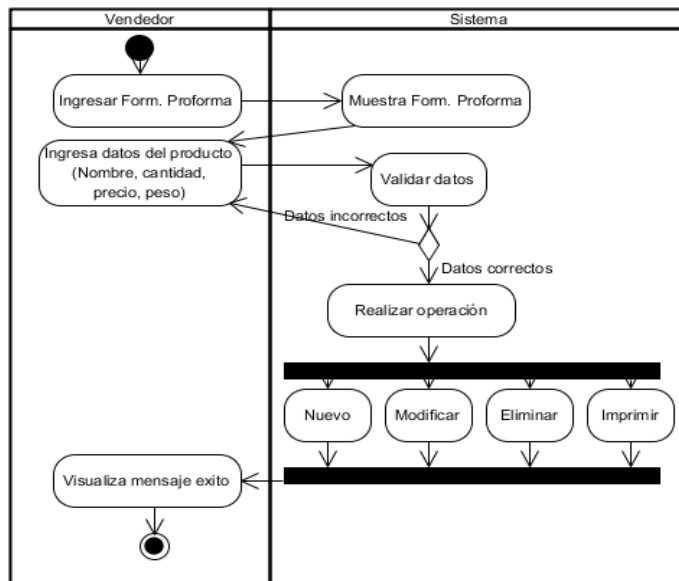 Vendedor
Sistema
Ingresar Form. Proforma
Muestra Form. Proforma
Ingresa datos del producto
(Nombre, cantidad,
precio, peso)
Validar datos
Datos incorrectos
Datos correctos
Realizar operación
Nuevo
Modificar
Eliminar
Imprimir
Visualiza mensaje exito